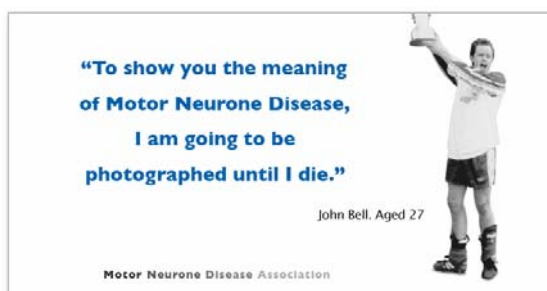 “To show you the meaning
of Motor Neurone Disease,
I am going to be
photographed until I die.”
John Bell. Aged 27
Motor Neurone Disease Association